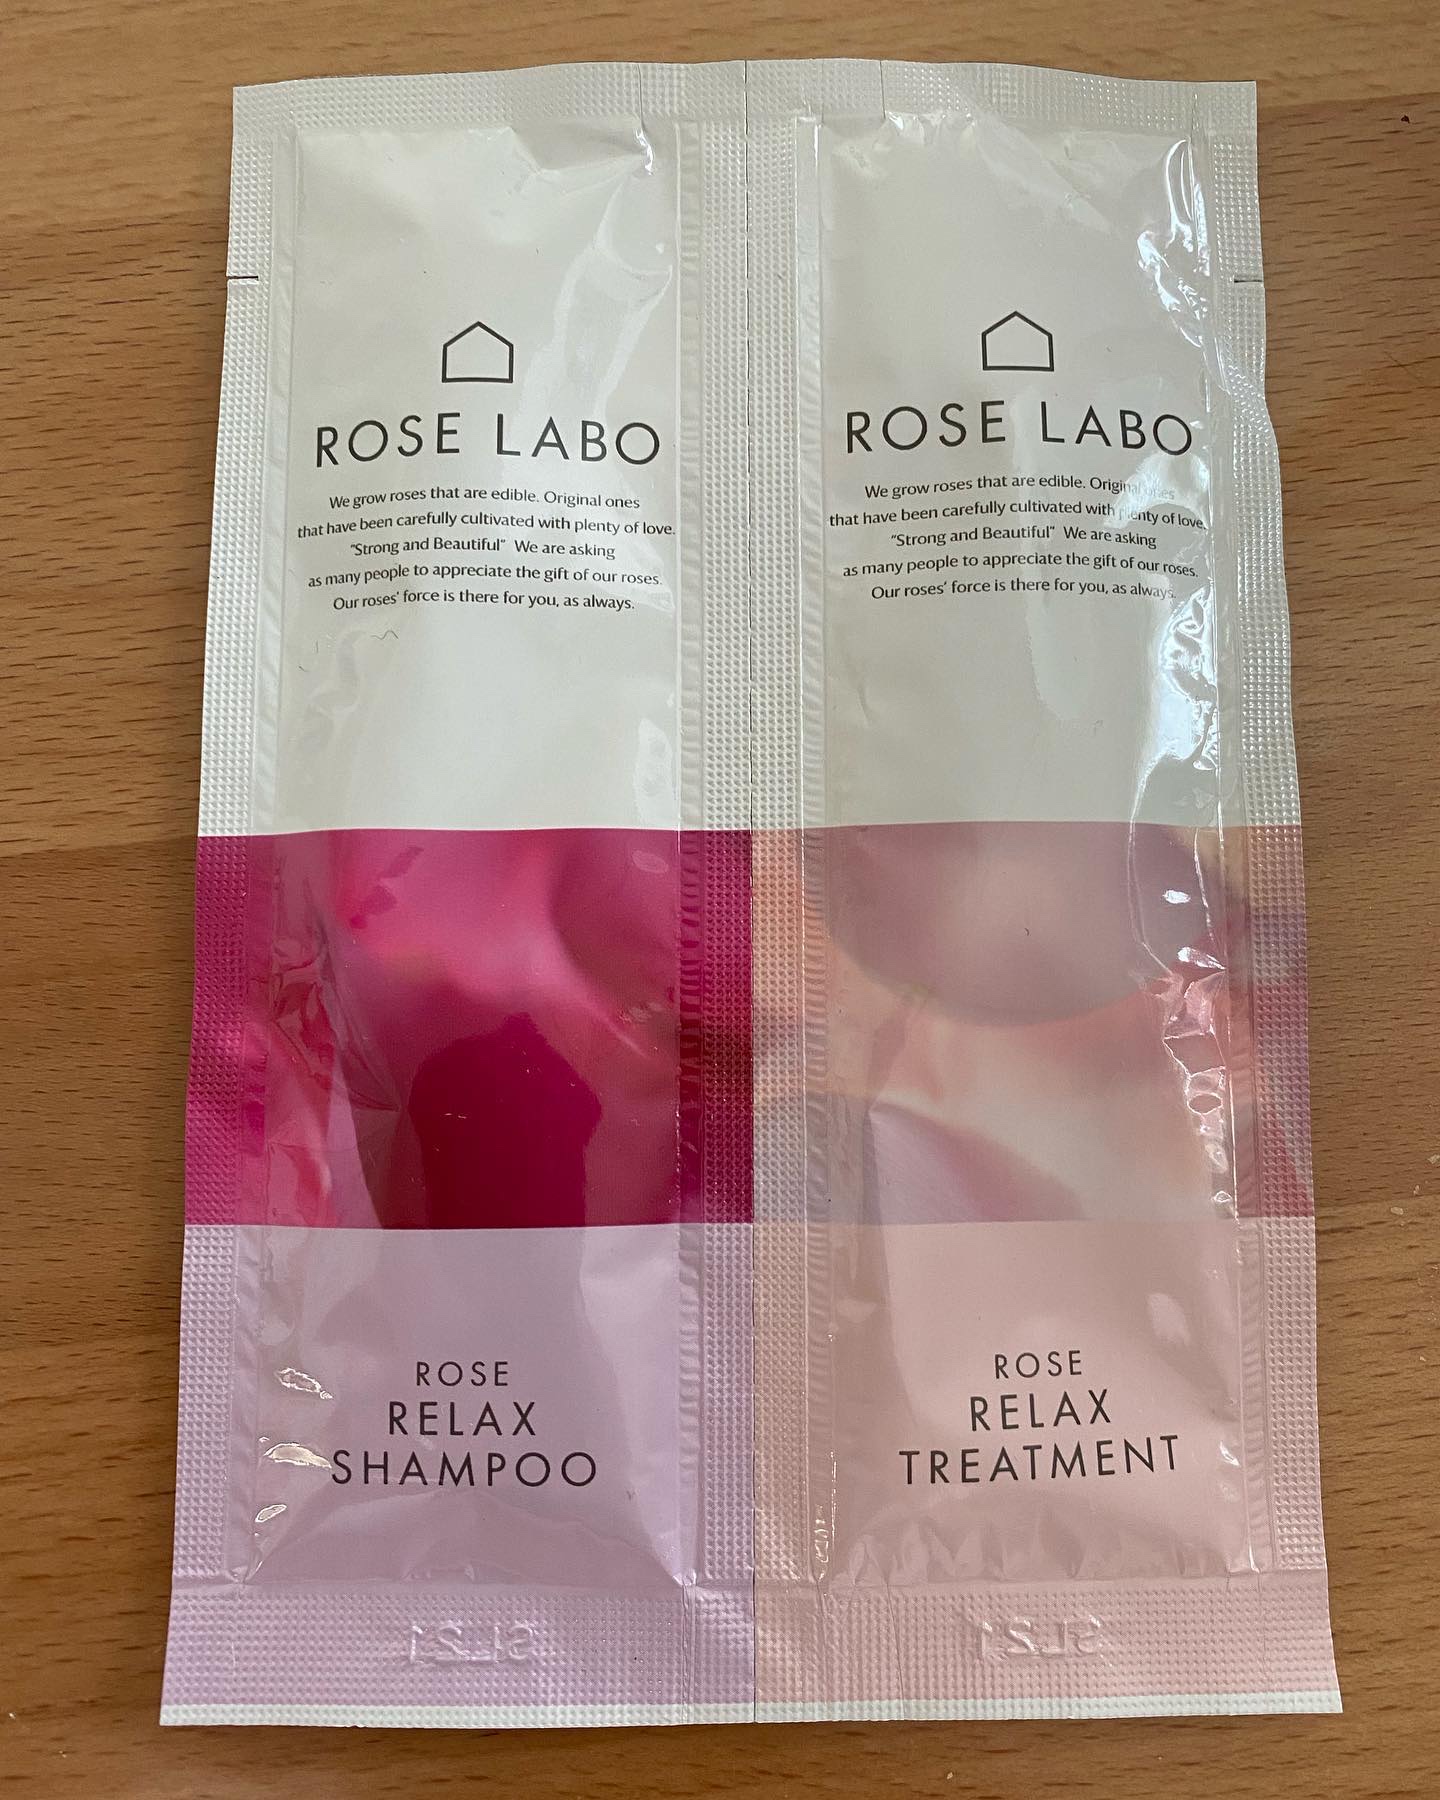 ROSE LABO
We grow roses that are edible. Original ones
that have been carefully cultivated with plenty of love.
"Strong and Beautiful" We are asking
as many people to appreciate the gift of our roses.
Our roses' force is there for you, as always.
ROSE
RELAX
SHAMPOO
ROSE LABO
We grow roses that are edible. Original ones
that have been carefully cultivated with plenty of love.
"Strong and Beautiful" We are asking
as many people to appreciate the gift of our roses.
Our roses' force is there for you, as always.
ROSE
RELAX
TREATMENT